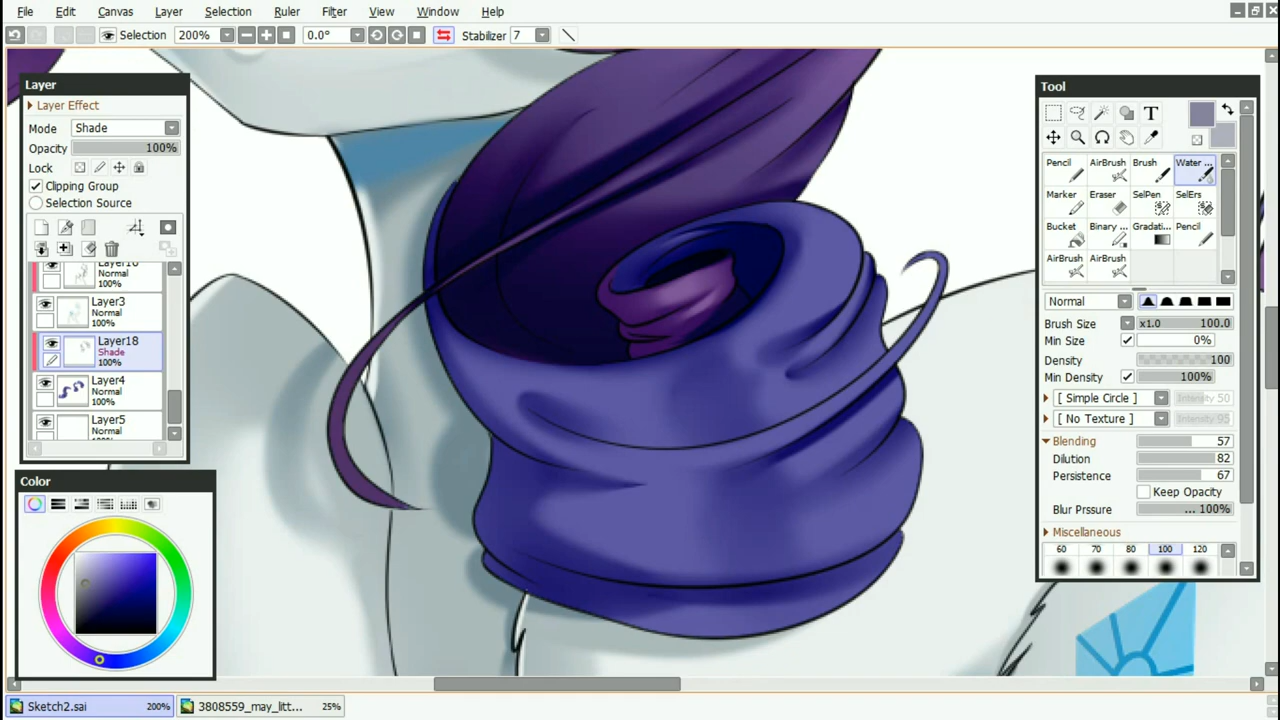 File Edit Canvas Layer Selection Ruler Filter View Window Help
Selection 200% 0.0° Stabilizer 7
Layer
Layer Effect
Mode Shade
Opacity 100%
Lock
Clipping Group
Selection Source
Normal
100%
Layer3
Normal
100%
Layer18
Shade
100%
Layer4
Normal
100%
Layer5
Normal
Color
Tool
T
Pencil AirBrush Brush Water ...
Marker Eraser SelPen SelErs
Bucket Binary ... Gradati... Pencil
AirBrush AirBrush
Normal
Brush Size x1.0 100.0
Min Size 0%
Density 100
Min Density 100%
[ Simple Circle ] Intensity 50
[ No Texture ] Intensity 95
Blending 57
Dilution 82
Persistence 67
Keep Opacity
Blur Prssure ... 100%
Miscellaneous
60 70 80 100 120
Sketch2.sai 200% 3808559_may_litt... 25%